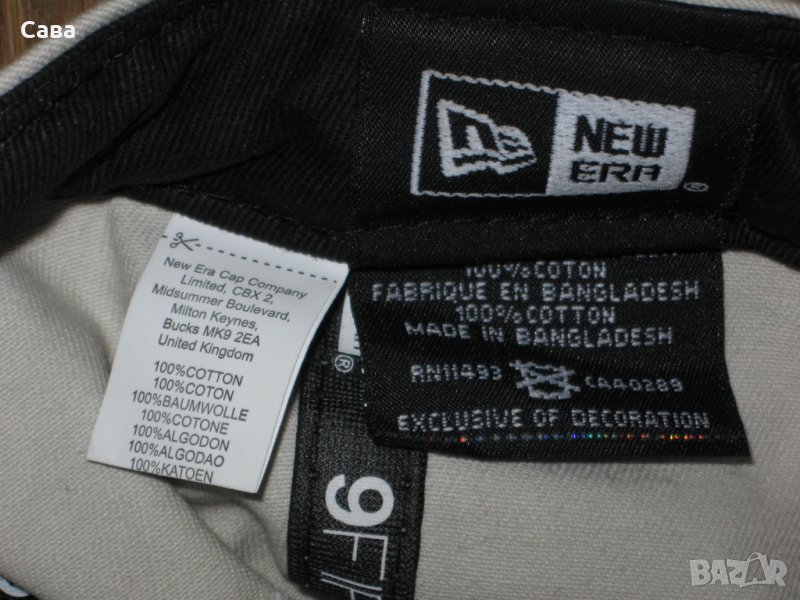 Сава
NEW
ERA
®
New Era Cap Company
Limited, CBX 2,
Midsummer Boulevard,
Milton Keynes,
Bucks MK9 2EA
United Kingdom
100%COTTON
100%COTON
100%BAUMWOLLE
100%COTONE
100%ALGODON
100%ALGODAO
100%KATOEN
100%COTON
FABRIQUE EN BANGLADESH
100%COTTON
MADE IN BANGLADESH
RN11493 CA40289
EXCLUSIVE OF DECORATION
®
9FI
BAZAR